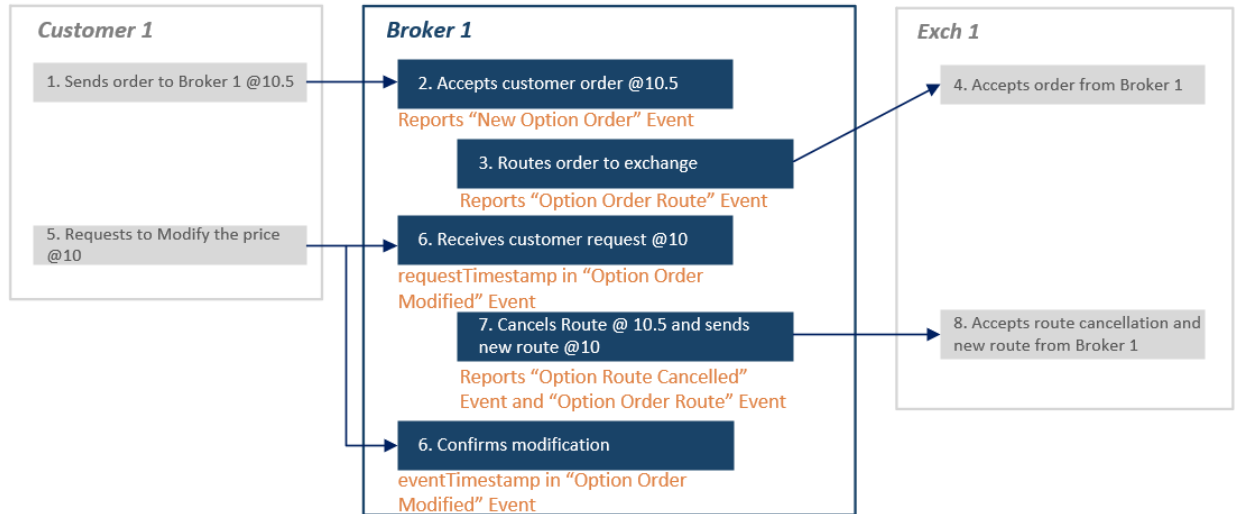 Customer 1
1. Sends order to Broker 1 @10.5
5. Requests to Modify the price
@10
Broker 1
2. Accepts customer order @10.5
Reports “New Option Order” Event
3. Routes order to exchange
Reports “Option Order Route” Event
6. Receives customer request @10
requestTimestamp in “Option Order
Modified” Event
7. Cancels Route @ 10.5 and sends
new route @10
Reports “Option Route Cancelled”
Event and “Option Order Route” Event
6. Confirms modification
eventTimestamp in “Option Order
Modified” Event
Exch 1
4. Accepts order from Broker 1
8. Accepts route cancellation and
new route from Broker 1